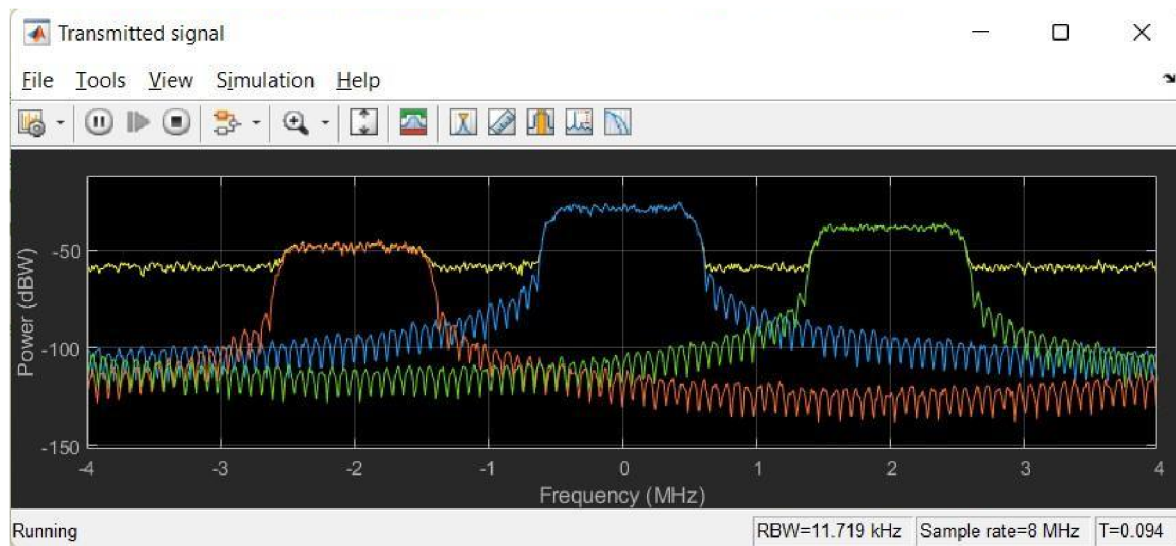 Transmitted signal
File Tools View Simulation Help
Power (dBW)
-50
-100
-150
-4 -3 -2 -1 0 1 2 3 4
Frequency (MHz)
Running RBW=11.719 kHz Sample rate=8 MHz T=0.094